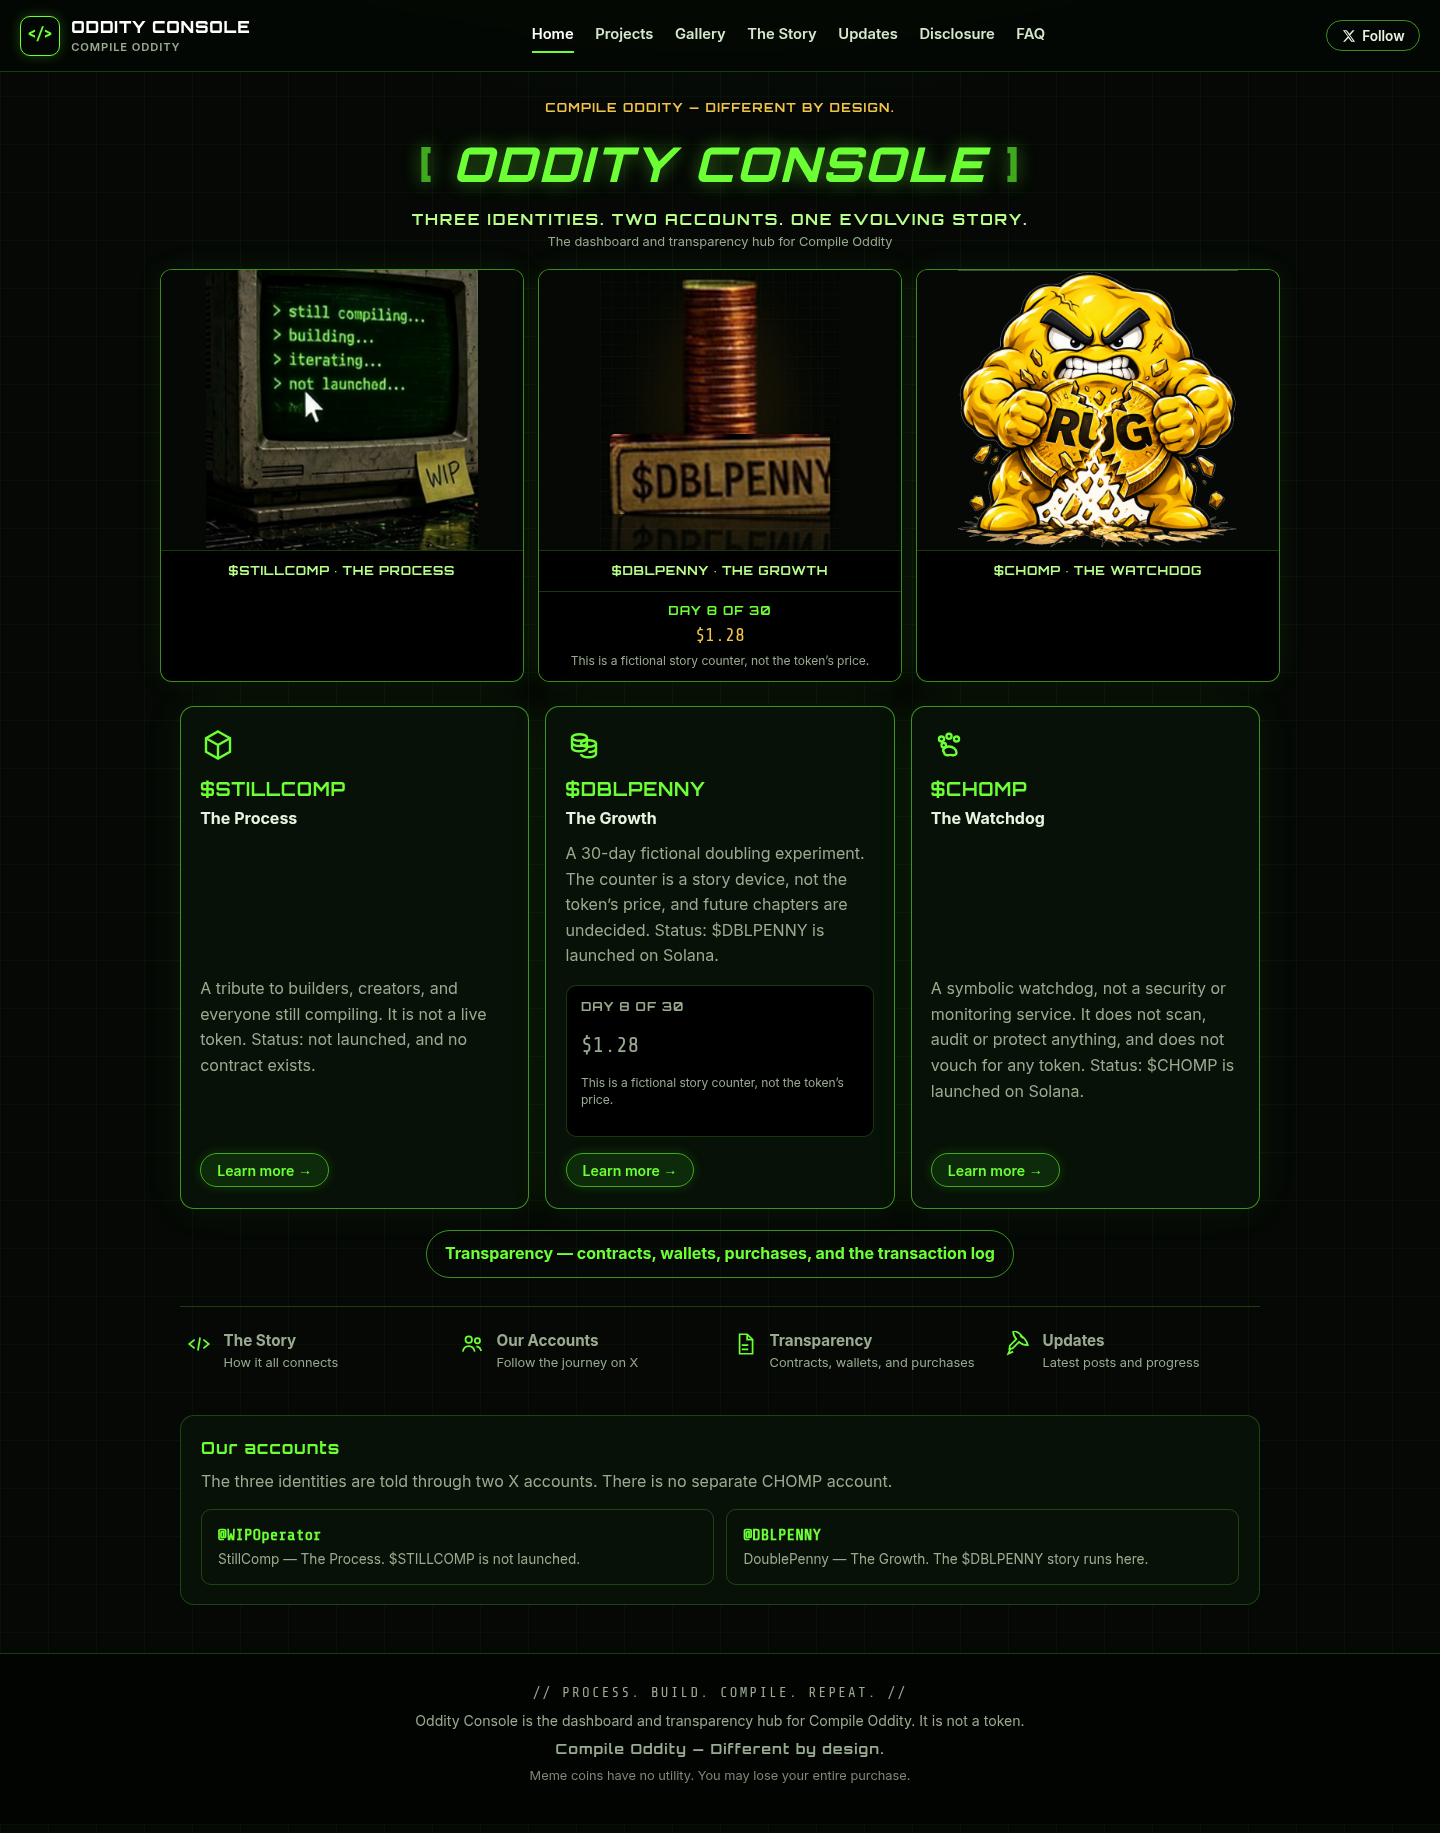 </>
ODDITY CONSOLE
COMPILE ODDITY
Home
Projects
Gallery
The Story
Updates
Disclosure
FAQ
Follow
COMPILE ODDITY — DIFFERENT BY DESIGN.
[ ODDITY CONSOLE ]
THREE IDENTITIES. TWO ACCOUNTS. ONE EVOLVING STORY.
The dashboard and transparency hub for Compile Oddity
> still compiling...
> building...
> iterating...
> not launched...
WIP
$DBLPENNY
RUG
$STILLCOMP · THE PROCESS
$DBLPENNY · THE GROWTH
DAY 8 OF 30
$1.28
This is a fictional story counter, not the token’s price.
$CHOMP · THE WATCHDOG
$STILLCOMP
The Process
A tribute to builders, creators, and
everyone still compiling. It is not a live
token. Status: not launched, and no
contract exists.
Learn more →
$DBLPENNY
The Growth
A 30-day fictional doubling experiment.
The counter is a story device, not the
token’s price, and future chapters are
undecided. Status: $DBLPENNY is
launched on Solana.
DAY 8 OF 30
$1.28
This is a fictional story counter, not the token’s
price.
Learn more →
$CHOMP
The Watchdog
A symbolic watchdog, not a security or
monitoring service. It does not scan,
audit or protect anything, and does not
vouch for any token. Status: $CHOMP is
launched on Solana.
Learn more →
Transparency — contracts, wallets, purchases, and the transaction log
The Story
How it all connects
Our Accounts
Follow the journey on X
Transparency
Contracts, wallets, and purchases
Updates
Latest posts and progress
Our accounts
The three identities are told through two X accounts. There is no separate CHOMP account.
@WIPOperator
StillComp — The Process. $STILLCOMP is not launched.
@DBLPENNY
DoublePenny — The Growth. The $DBLPENNY story runs here.
// PROCESS. BUILD. COMPILE. REPEAT. //
Oddity Console is the dashboard and transparency hub for Compile Oddity. It is not a token.
Compile Oddity — Different by design.
Meme coins have no utility. You may lose your entire purchase.